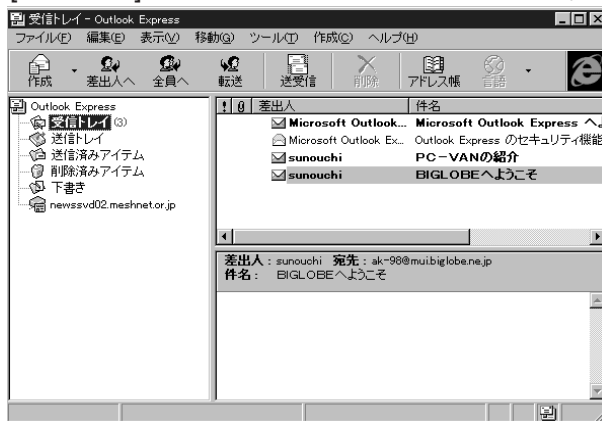 受信トレイ - Outlook Express
ファイル(F) 編集(E) 表示(V) 移動(G) ツール(T) 作成(C) ヘルプ(H)
作成 差出人へ 全員へ 転送 送受信 削除 アドレス帳 言語
Outlook Express
受信トレイ (3)
送信トレイ
送信済みアイテム
削除済みアイテム
下書き
newssvd02.meshnet.or.jp
! 差出人 件名
Microsoft Outlook... Microsoft Outlook Express へ
Microsoft Outlook Ex... Outlook Express のセキュリティ機能
sunouchi PC-VANの紹介
sunouchi BIGLOBEへようこそ
差出人:sunouchi 宛先:ak-98@mui.biglobe.ne.jp
件名: BIGLOBEへようこそ